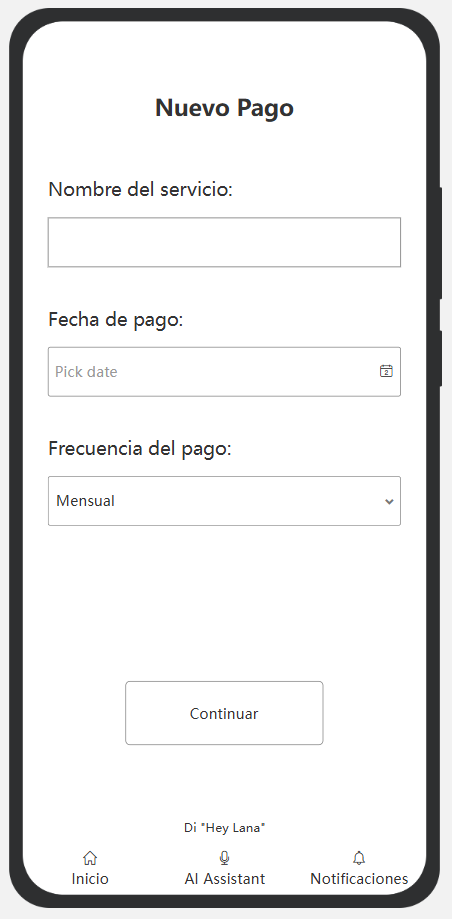 Nuevo Pago
Nombre del servicio:
Fecha de pago:
Pick date
2
Frecuencia del pago:
Mensual
Continuar
Di "Hey Lana"
Inicio
AI Assistant
Notificaciones